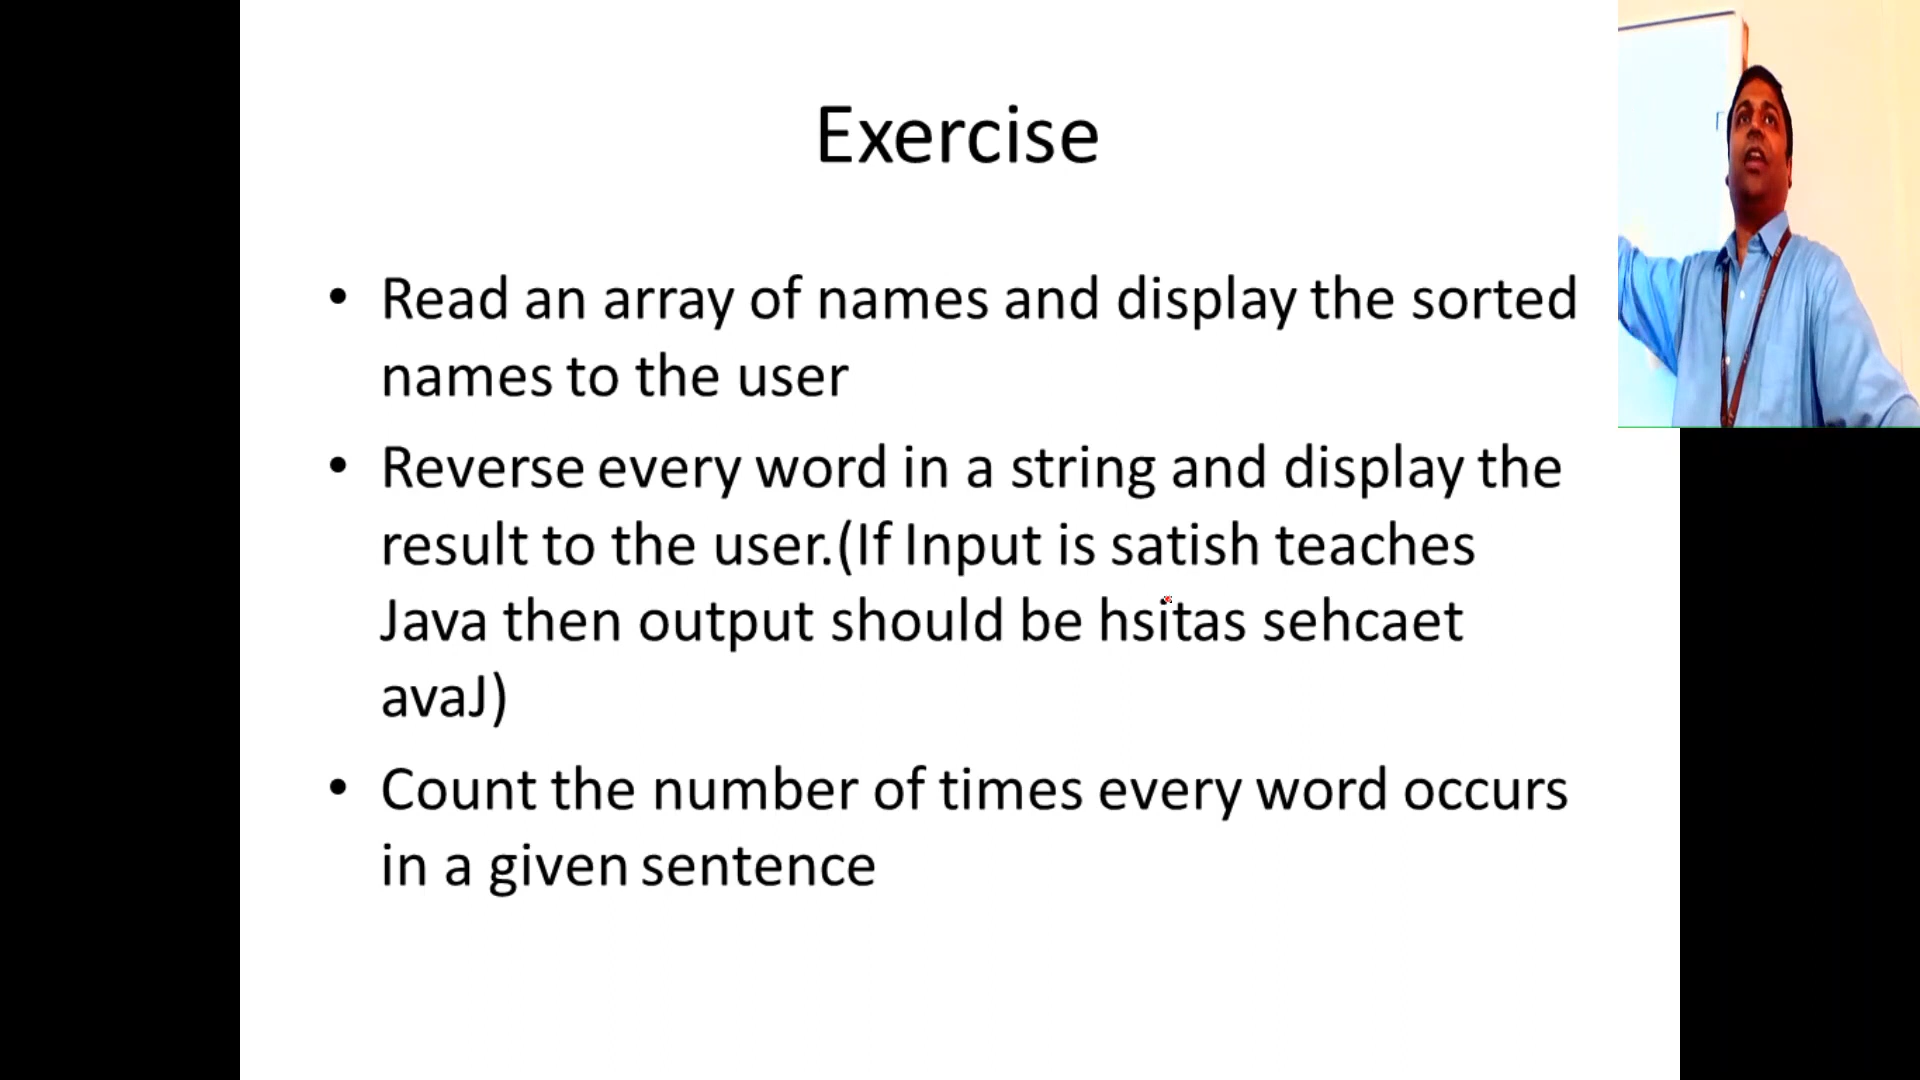 Exercise
• Read an array of names and display the sorted
names to the user
• Reverse every word in a string and display the
result to the user.(If Input is satish teaches
Java then output should be hsitas sehcaet
avaJ)
• Count the number of times every word occurs
in a given sentence